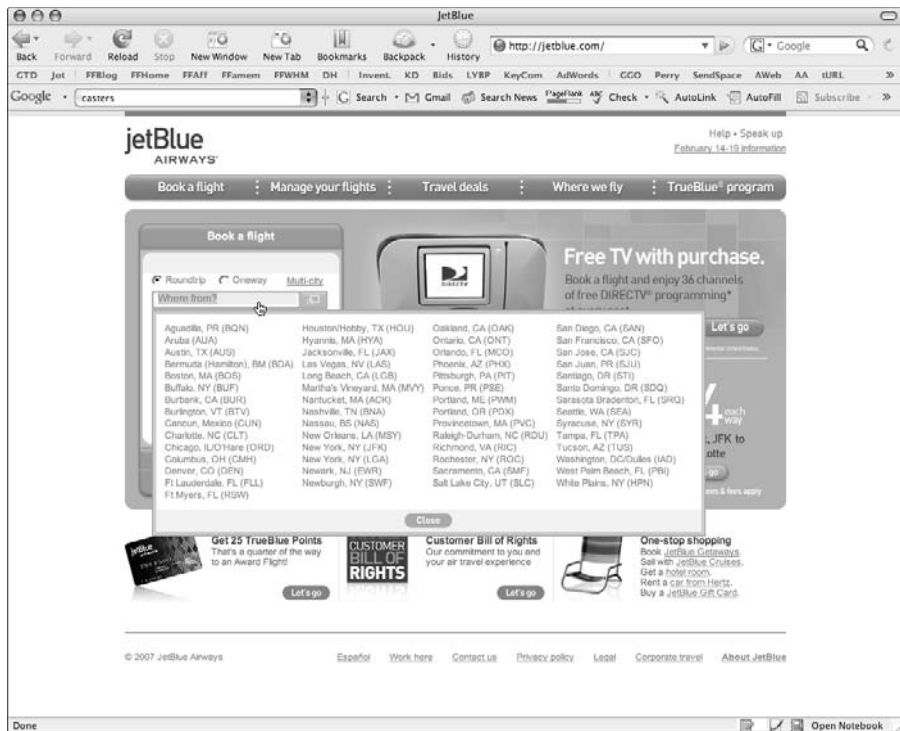 JetBlue
Back Forward Reload Stop New Window New Tab Bookmarks Backpack History http://jetblue.com/ Google
GTD Jot FFBlog FFHome FFAff FFamem FFWHM DH Invent. KD Bids LYRP KeyCom AdWords GGO Perry SendSpace AWeb AA tURL
Google casters Search Gmail Search News PageRank Check AutoLink AutoFill Subscribe
jetBlue
AIRWAYS
Help • Speak up
February 14-19 information
Book a flight Manage your flights Travel deals Where we fly TrueBlue® program
Book a flight
Roundtrip Oneway Multi-city
Where from?
DIRECTV
Free TV with purchase.
Book a flight and enjoy 36 channels
of free DIRECTV® programming*
Let's go
Aguadilla, PR (BQN)
Aruba (AUA)
Austin, TX (AUS)
Bermuda (Hamilton), BM (BDA)
Boston, MA (BOS)
Buffalo, NY (BUF)
Burbank, CA (BUR)
Burlington, VT (BTV)
Cancun, Mexico (CUN)
Charlotte, NC (CLT)
Chicago, IL/O'Hare (ORD)
Columbus, OH (CMH)
Denver, CO (DEN)
Ft Lauderdale, FL (FLL)
Ft Myers, FL (RSW)
Houston/Hobby, TX (HOU)
Hyannis, MA (HYA)
Jacksonville, FL (JAX)
Las Vegas, NV (LAS)
Long Beach, CA (LGB)
Martha's Vineyard, MA (MVY)
Nantucket, MA (ACK)
Nashville, TN (BNA)
Nassau, BS (NAS)
New Orleans, LA (MSY)
New York, NY (JFK)
New York, NY (LGA)
Newark, NJ (EWR)
Newburgh, NY (SWF)
Oakland, CA (OAK)
Ontario, CA (ONT)
Orlando, FL (MCO)
Phoenix, AZ (PHX)
Pittsburgh, PA (PIT)
Ponce, PR (PSE)
Portland, ME (PWM)
Portland, OR (PDX)
Provincetown, MA (PVC)
Raleigh-Durham, NC (RDU)
Richmond, VA (RIC)
Rochester, NY (ROC)
Sacramento, CA (SMF)
Salt Lake City, UT (SLC)
San Diego, CA (SAN)
San Francisco, CA (SFO)
San Jose, CA (SJC)
San Juan, PR (SJU)
Santiago, DR (STI)
Santo Domingo, DR (SDQ)
Sarasota Bradenton, FL (SRQ)
Seattle, WA (SEA)
Syracuse, NY (SYR)
Tampa, FL (TPA)
Tucson, AZ (TUS)
Washington, DC/Dulles (IAD)
West Palm Beach, FL (PBI)
White Plains, NY (HPN)
each
way
JFK to
go
& fees apply
Close
jetBlue
Get 25 TrueBlue Points
That's a quarter of the way
to an Award Flight!
Let's go
CUSTOMER
BILL OF
RIGHTS
Customer Bill of Rights
Our commitment to you and
your air travel experience
Let's go
One-stop shopping
Book JetBlue Getaways.
Sail with JetBlue Cruises.
Get a hotel room.
Rent a car from Hertz.
Buy a JetBlue Gift Card.
© 2007 JetBlue Airways Español Work here Contact us Privacy policy Legal Corporate travel About JetBlue
Done Open Notebook